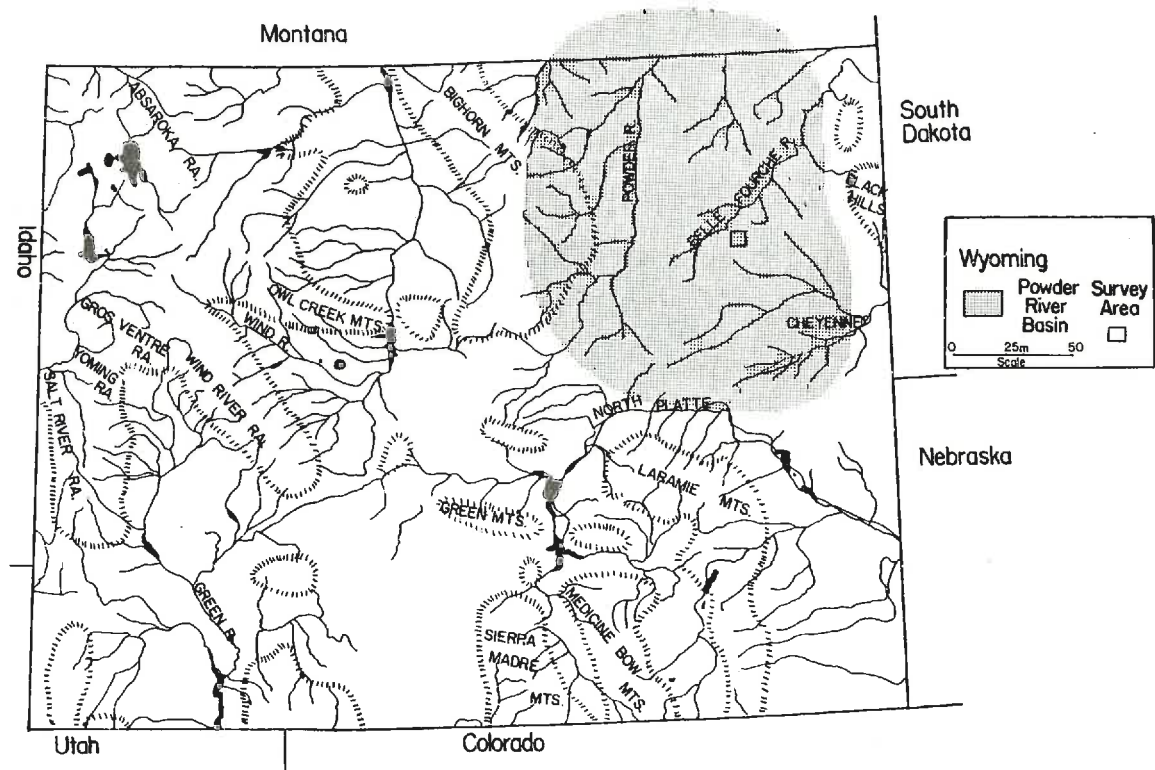 Montana
South
Dakota
Idaho
ABSAROKA RA.
BIGHORN MTS.
POWDER R.
BELLE FOURCHE R.
HILLS
Wyoming
Powder
River
Basin
Survey
Area
0 25m 50
Scale
OWL CREEK MTS.
WIND R.
CHEYENNE
GROS VENTRE
RA.
WIND RIVER RA.
YOMING
RA.
SALT RIVER RA.
NORTH PLATTE
Nebraska
LARAMIE MTS.
GREEN MTS.
GREEN R.
MEDICINE BOW MTS.
SIERRA
MADRE
MTS.
Utah
Colorado